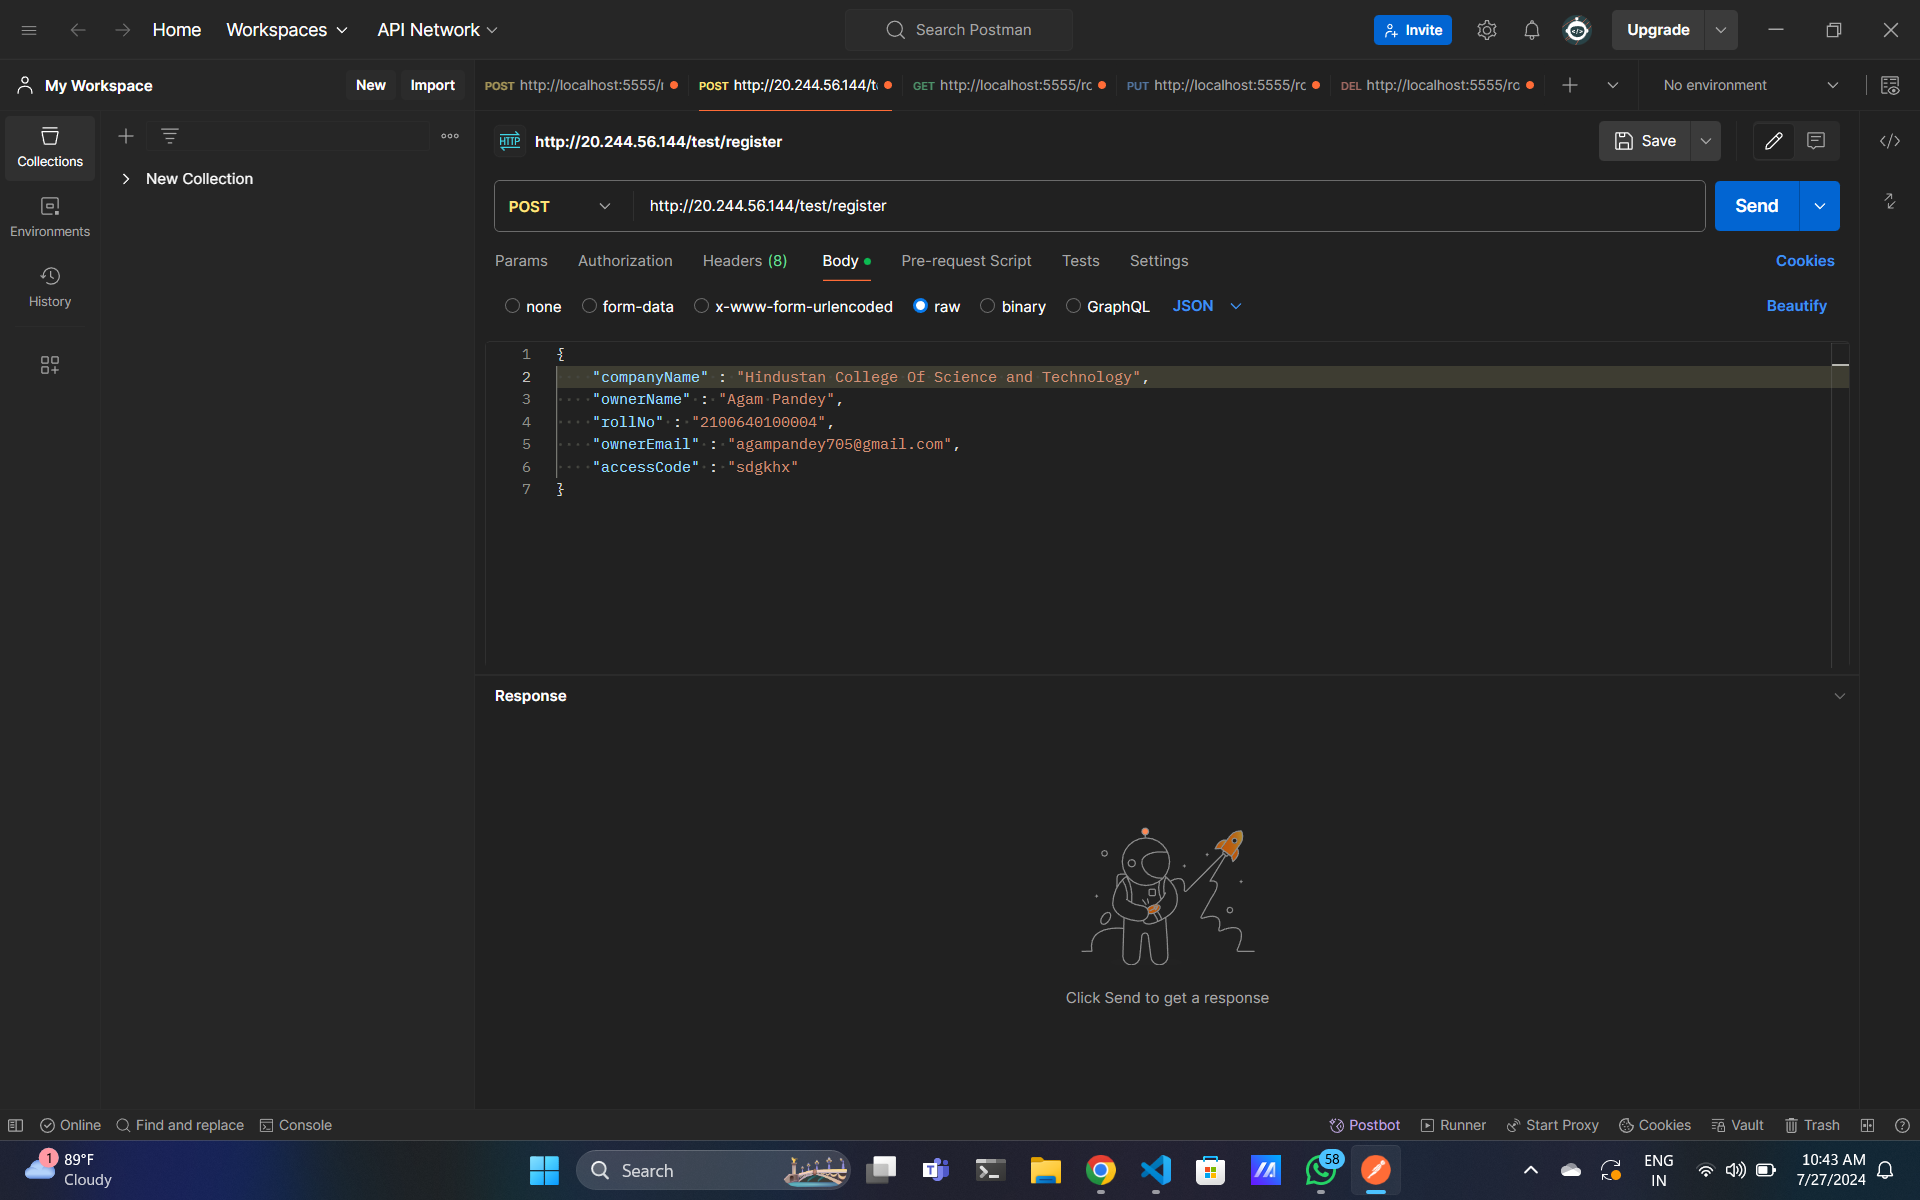 Home Workspaces API Network Search Postman Invite Upgrade
My Workspace New Import
POST http://localhost:5555/r POST http://20.244.56.144/t GET http://localhost:5555/rc PUT http://localhost:5555/rc DEL http://localhost:5555/rc No environment
Collections
New Collection
Environments
History
HTTP http://20.244.56.144/test/register Save
POST http://20.244.56.144/test/register Send
Params Authorization Headers (8) Body Pre-request Script Tests Settings Cookies
none form-data x-www-form-urlencoded raw binary GraphQL JSON Beautify
1 {
2 "companyName" : "Hindustan College Of Science and Technology",
3 "ownerName" : "Agam Pandey",
4 "rollNo" : "2100640100004",
5 "ownerEmail" : "agampandey705@gmail.com",
6 "accessCode" : "sdgkhx"
7 }
Response
Click Send to get a response
Online Find and replace Console Postbot Runner Start Proxy Cookies Vault Trash
1 89°F
Cloudy
Search
58
ENG
IN
10:43 AM
7/27/2024